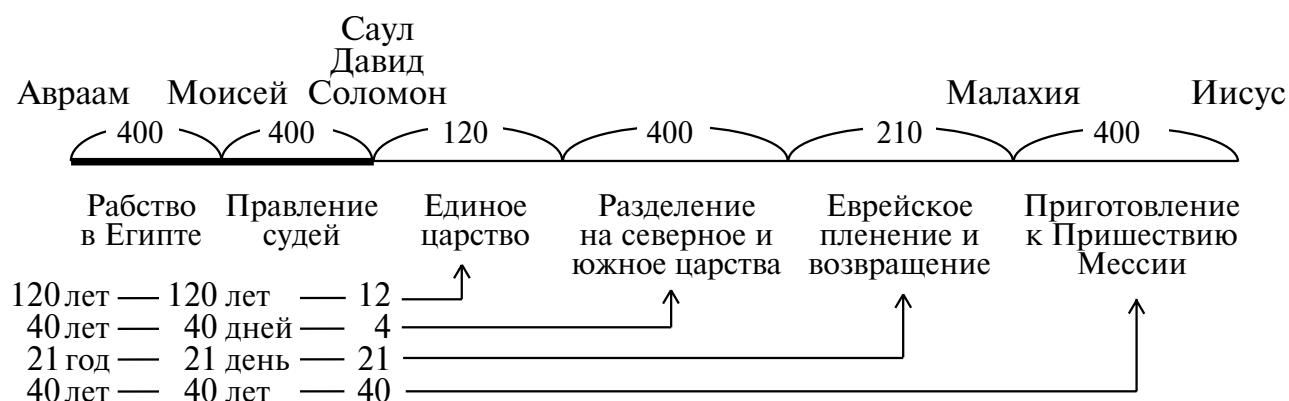 Саул
Давид
Авраам Моисей Соломон Малахия Иисус
400 400 120 400 210 400
Рабство Правление Единое Разделение Еврейское Приготовление
в Египте судей царство на северное и пленение и к Пришествию
южное царства возвращение Мессии
120 лет — 120 лет — 12
40 лет — 40 дней — 4
21 год — 21 день — 21
40 лет — 40 лет — 40